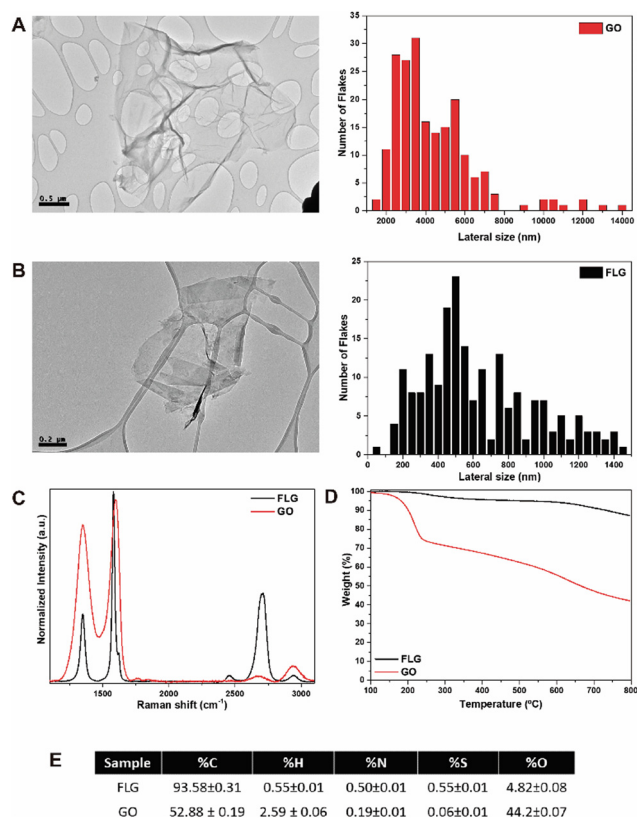 A
0.5 µm
GO
Number of Flakes
35
30
25
20
15
10
5
0
2000 4000 6000 8000 10000 12000 14000
Lateral size (nm)
B
0.2 µm
FLG
Number of Flakes
25
20
15
10
5
0
200 400 600 800 1000 1200 1400
Lateral size (nm)
C
FLG
GO
Normalized Intensity (a.u.)
1500 2000 2500 3000
Raman shift (cm-1)
D
Weight (%)
100
90
80
70
60
50
40
30
20
10
0
FLG
GO
100 200 300 400 500 600 700 800
Temperature (ºC)
E
Sample %C %H %N %S %O
FLG 93.58±0.31 0.55±0.01 0.50±0.01 0.55±0.01 4.82±0.08
GO 52.88 ± 0.19 2.59 ± 0.06 0.19±0.01 0.06±0.01 44.2±0.07